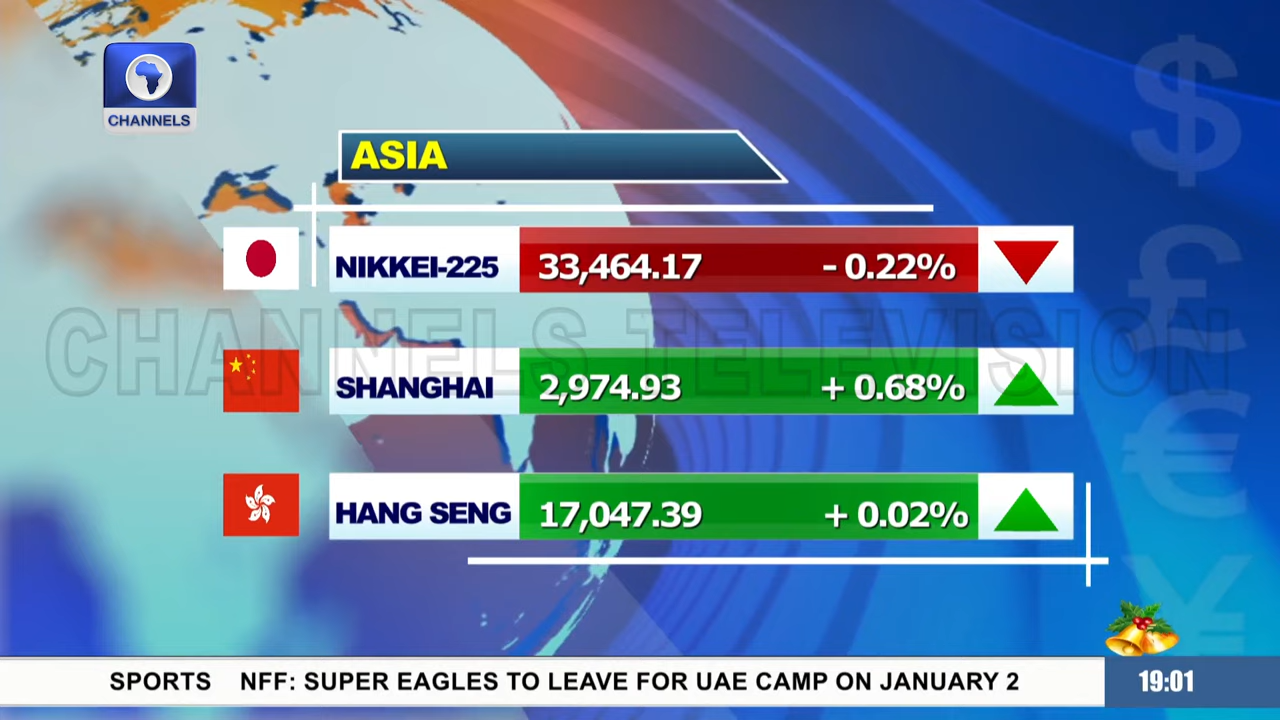 CHANNELS
ASIA
NIKKEI-225 33,464.17 - 0.22%
CHANNELS TELEVISION
SHANGHAI 2,974.93 + 0.68%
HANG SENG 17,047.39 + 0.02%
$
£
€
¥
SPORTS NFF: SUPER EAGLES TO LEAVE FOR UAE CAMP ON JANUARY 2
19:01